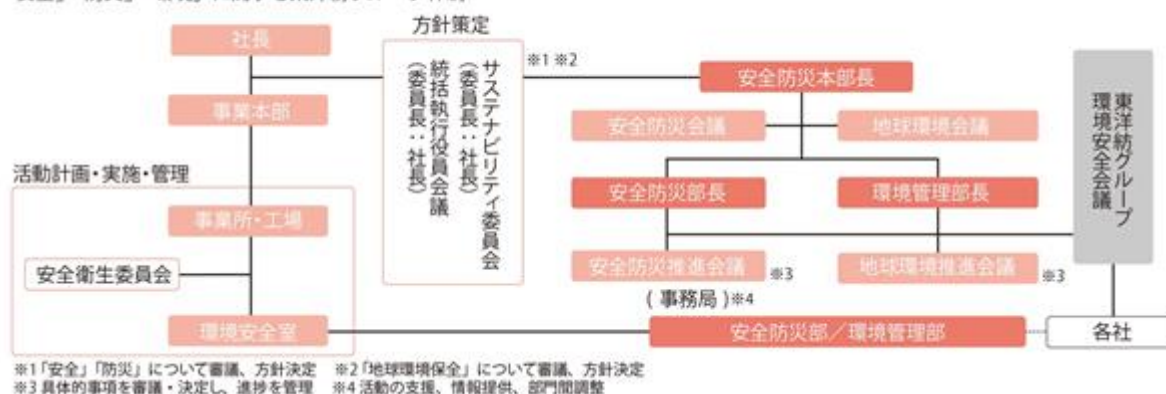 社長
方針策定
サステナビリティ委員会
(委員長：社長)
統括執行役員会議
(委員長：社長)
※1 ※2
安全防災本部長
東洋紡グループ
環境安全会議
事業本部
安全防災会議
地球環境会議
活動計画・実施・管理
安全防災部長
環境管理部長
事業所・工場
安全衛生委員会
安全防災推進会議
※3
地球環境推進会議
※3
(事務局)※4
環境安全室
安全防災部／環境管理部
各社
※1「安全」「防災」について審議、方針決定 ※2「地球環境保全」について審議、方針決定
※3 具体的事項を審議・決定し、進捗を管理 ※4 活動の支援、情報提供、部門間調整